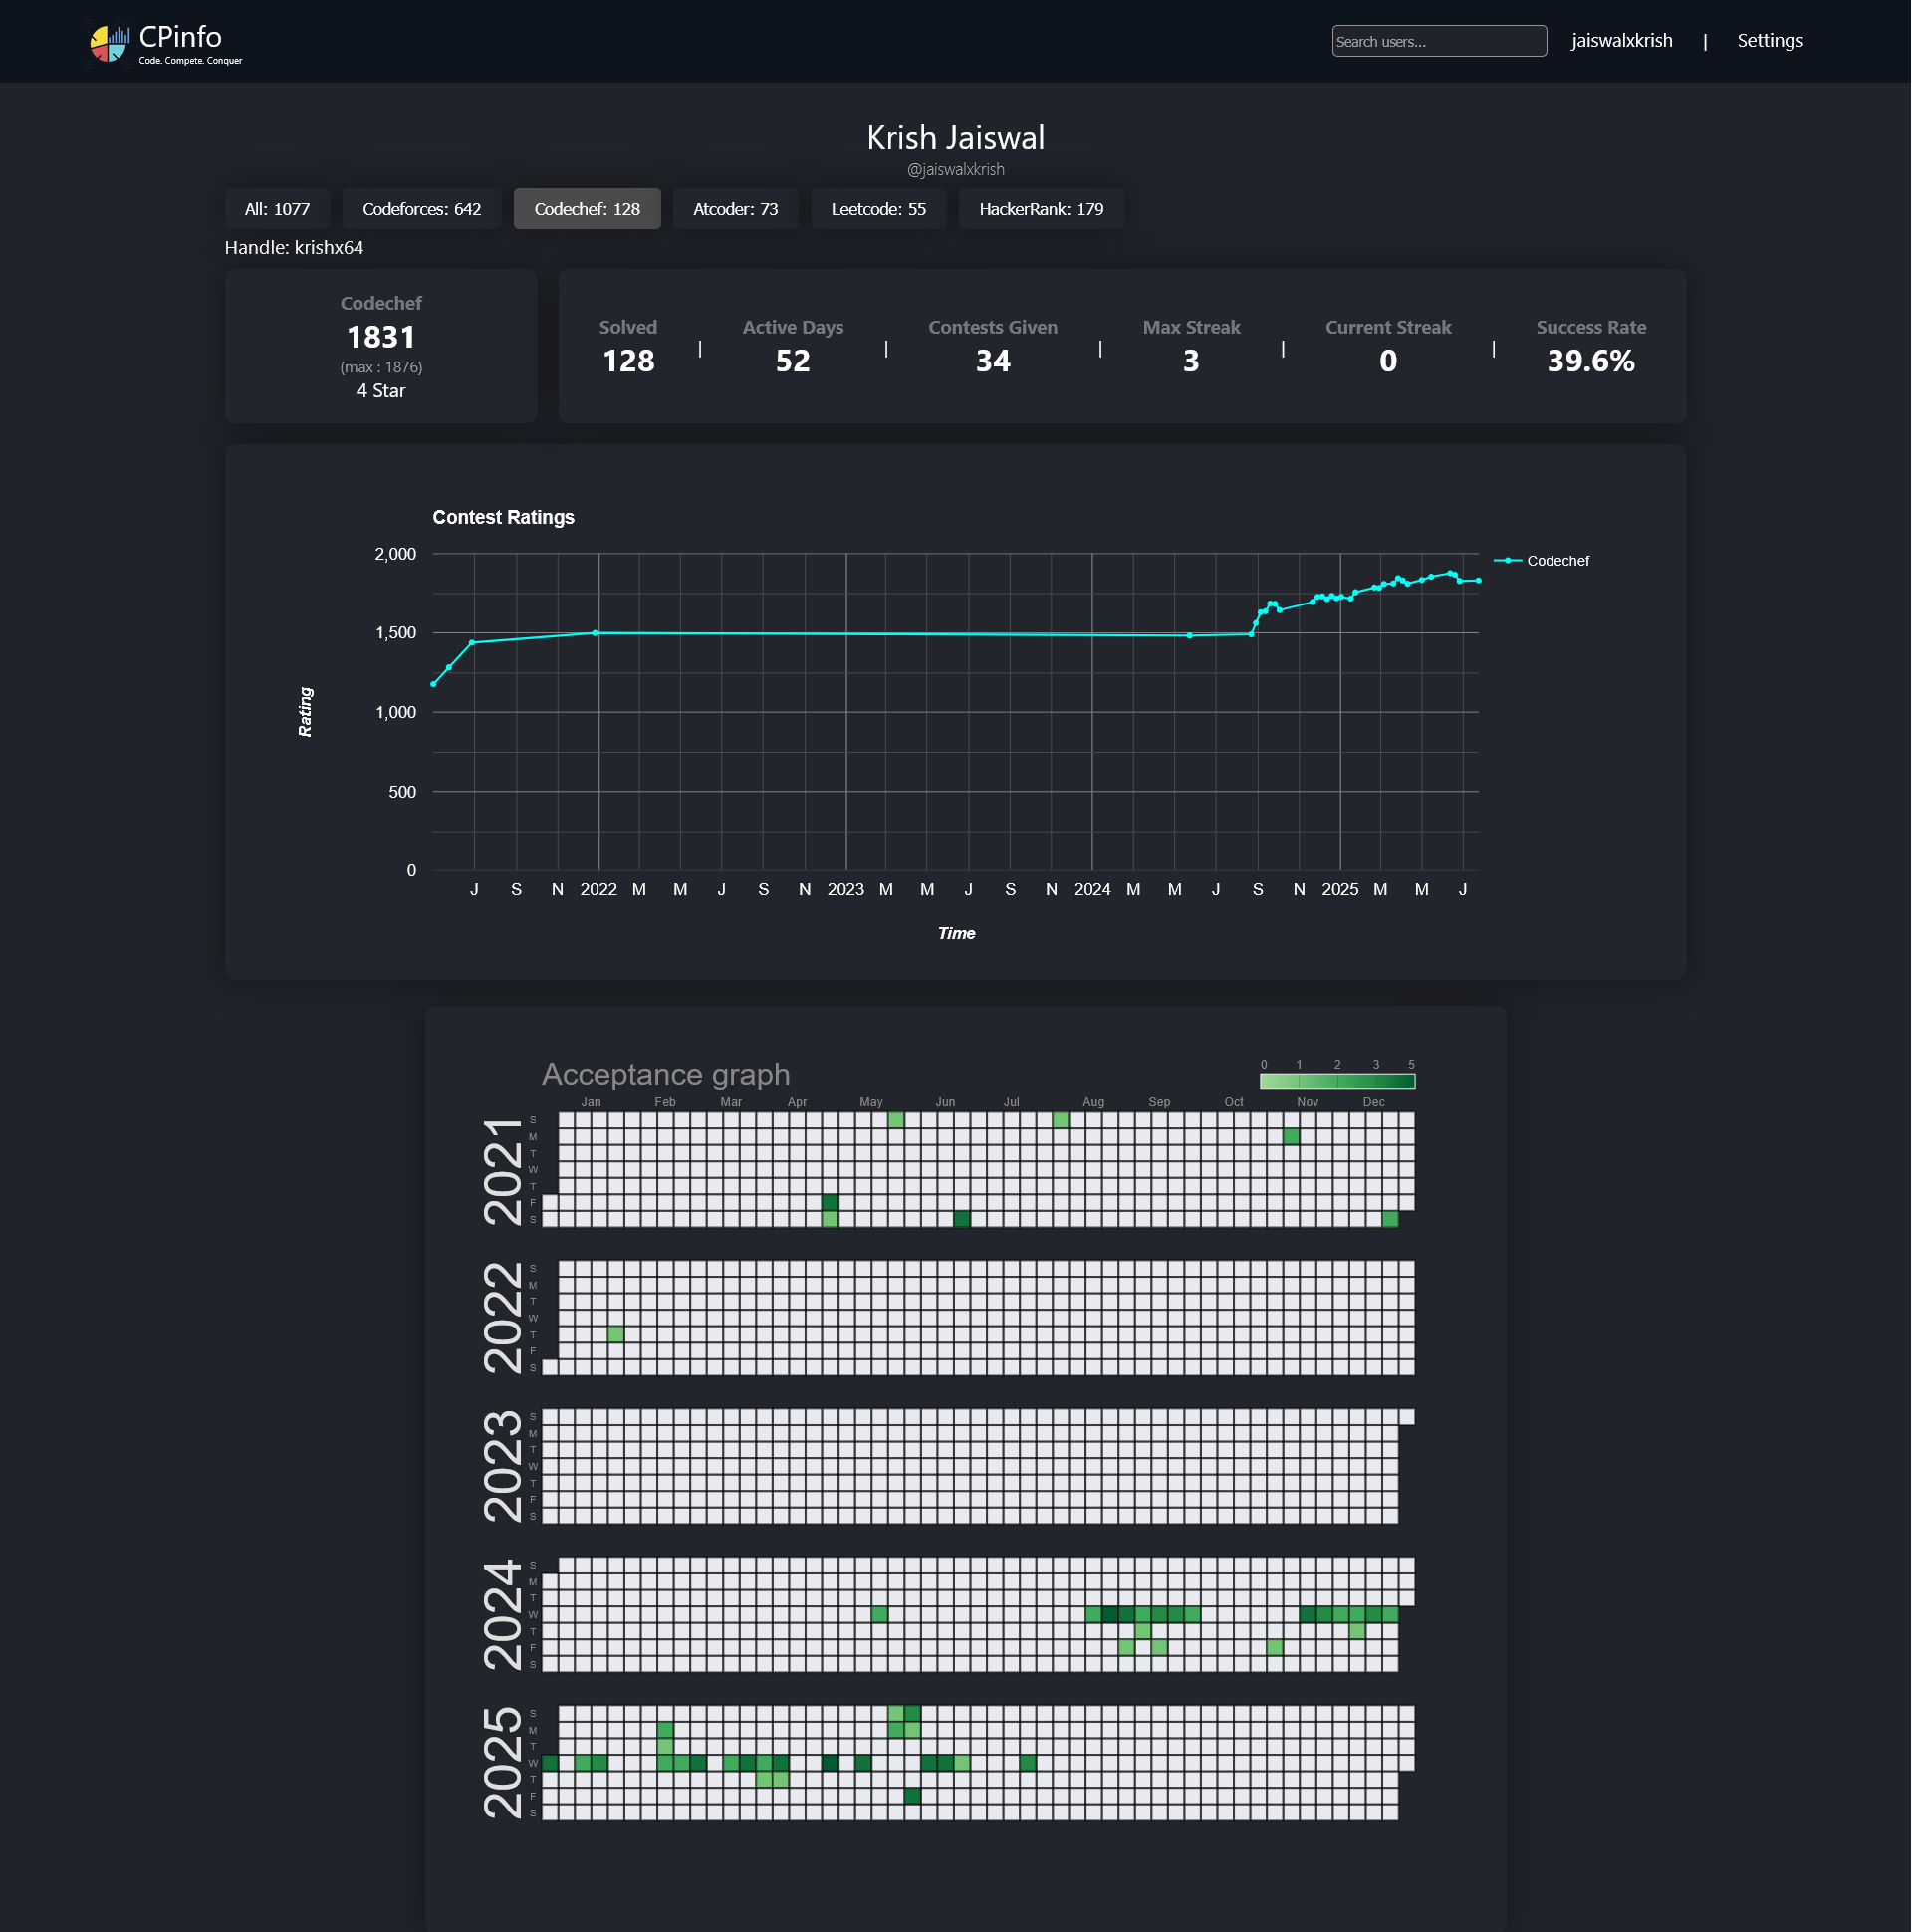 CPinfo
Code. Compete. Conquer
Search users...
jaiswalxkrish | Settings
Krish Jaiswal
@jaiswalxkrish
All: 1077 Codeforces: 642 Codechef: 128 Atcoder: 73 Leetcode: 55 HackerRank: 179
Handle: krishx64
Codechef
1831
(max : 1876)
4 Star
Solved | Active Days | Contests Given | Max Streak | Current Streak | Success Rate
128 52 34 3 0 39.6%
Contest Ratings
Codechef
2,000
1,500
1,000
500
0
Rating
J S N 2022 M M J S N 2023 M M J S N 2024 M M J S N 2025 M M J
Time
Acceptance graph
0 1 2 3 5
Jan Feb Mar Apr May Jun Jul Aug Sep Oct Nov Dec
2021
S
M
T
W
T
F
S
2022
S
M
T
W
T
F
S
2023
S
M
T
W
T
F
S
2024
S
M
T
W
T
F
S
2025
S
M
T
W
T
F
S